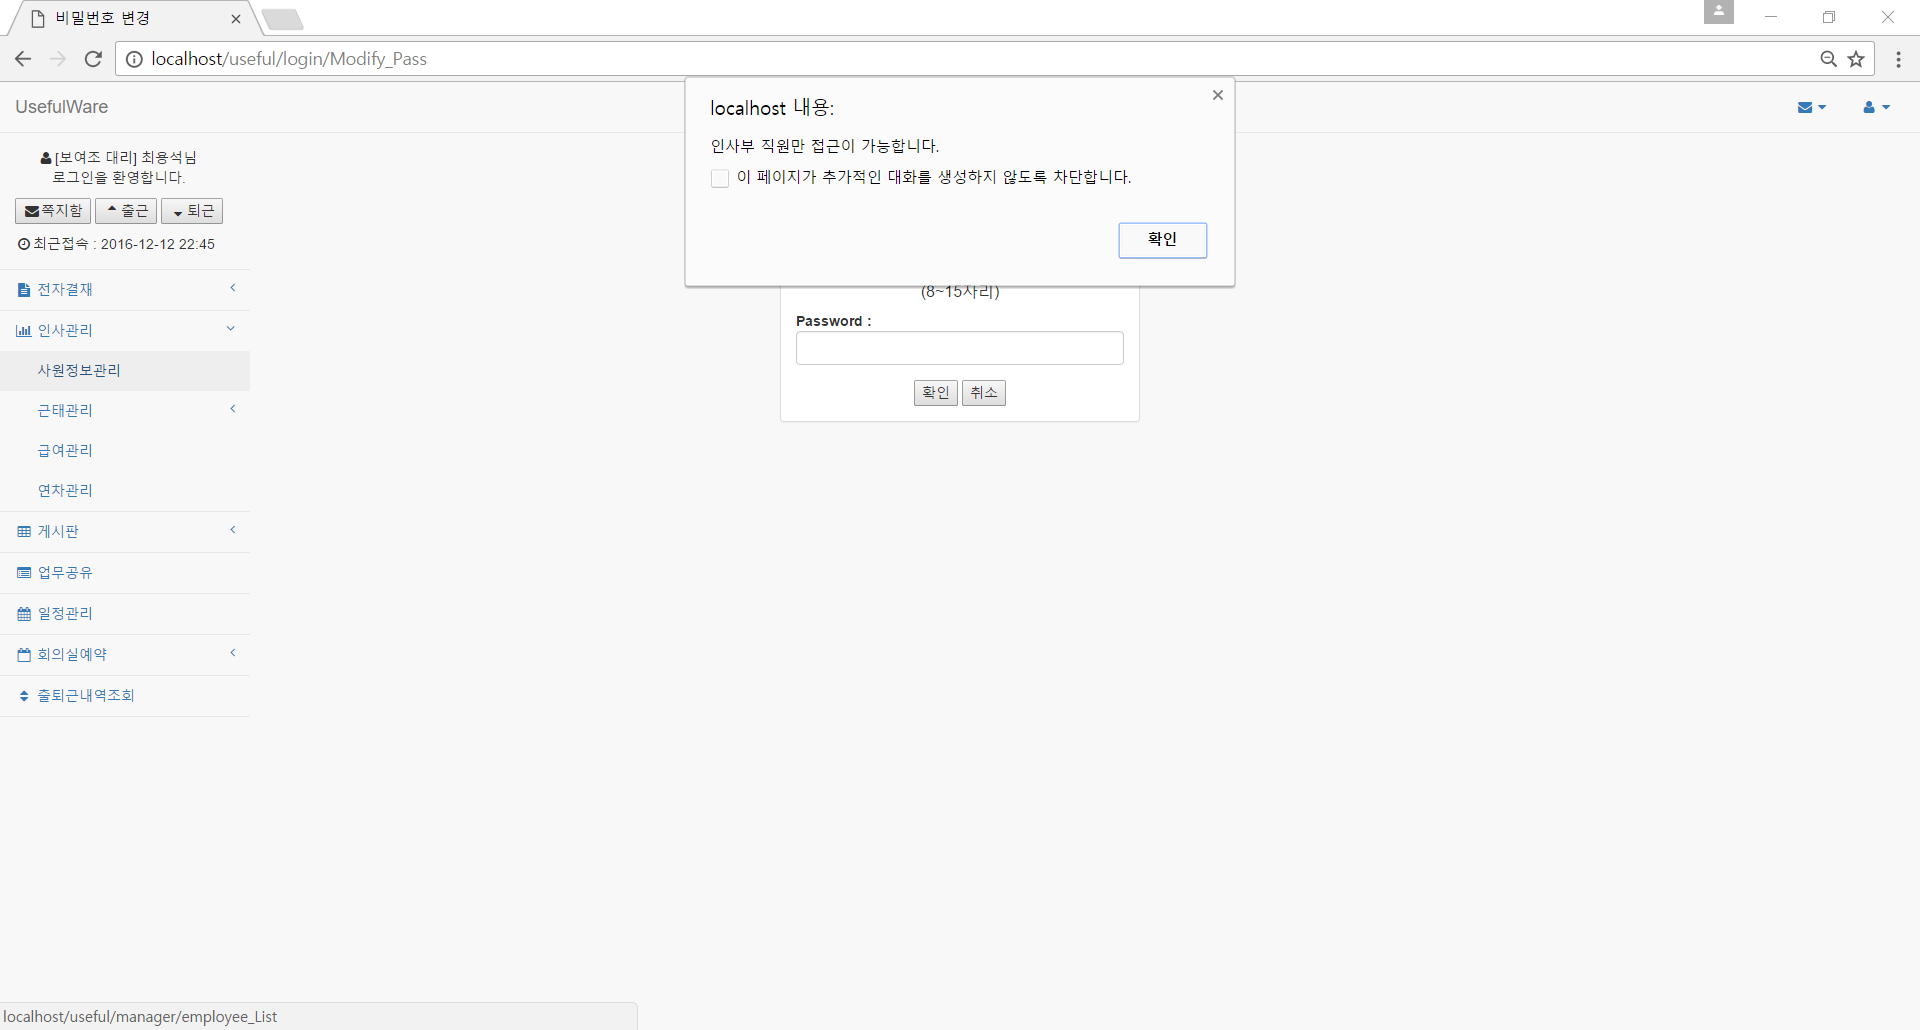 비밀번호 변경
localhost/useful/login/Modify_Pass
UsefulWare
localhost 내용:
인사부 직원만 접근이 가능합니다.
이 페이지가 추가적인 대화를 생성하지 않도록 차단합니다.
확인
[보여조 대리] 최용석님
로그인을 환영합니다.
쪽지함 출근 퇴근
최근접속 : 2016-12-12 22:45
전자결재
인사관리
사원정보관리
근태관리
급여관리
연차관리
게시판
업무공유
일정관리
회의실예약
출퇴근내역조회
(8~15자리)
Password :
확인 취소
localhost/useful/manager/employee_List